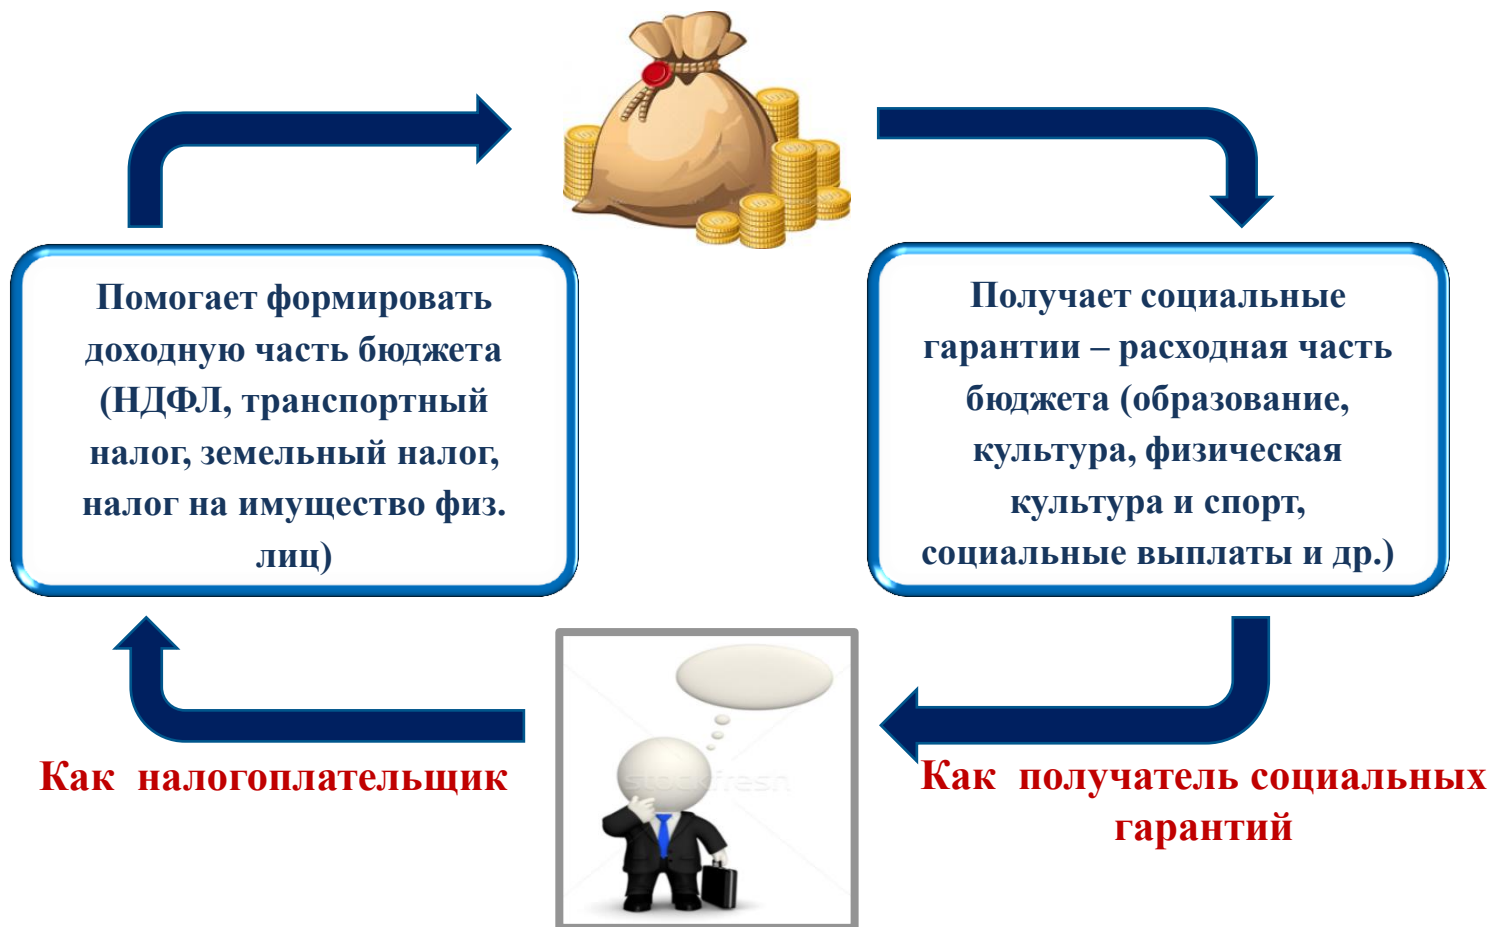 Помогает формировать
доходную часть бюджета
(НДФЛ, транспортный
налог, земельный налог,
налог на имущество физ.
лиц)
Получает социальные
гарантии – расходная часть
бюджета (образование,
культура, физическая
культура и спорт,
социальные выплаты и др.)
Как налогоплательщик
Как получатель социальных
гарантий
stockfresh